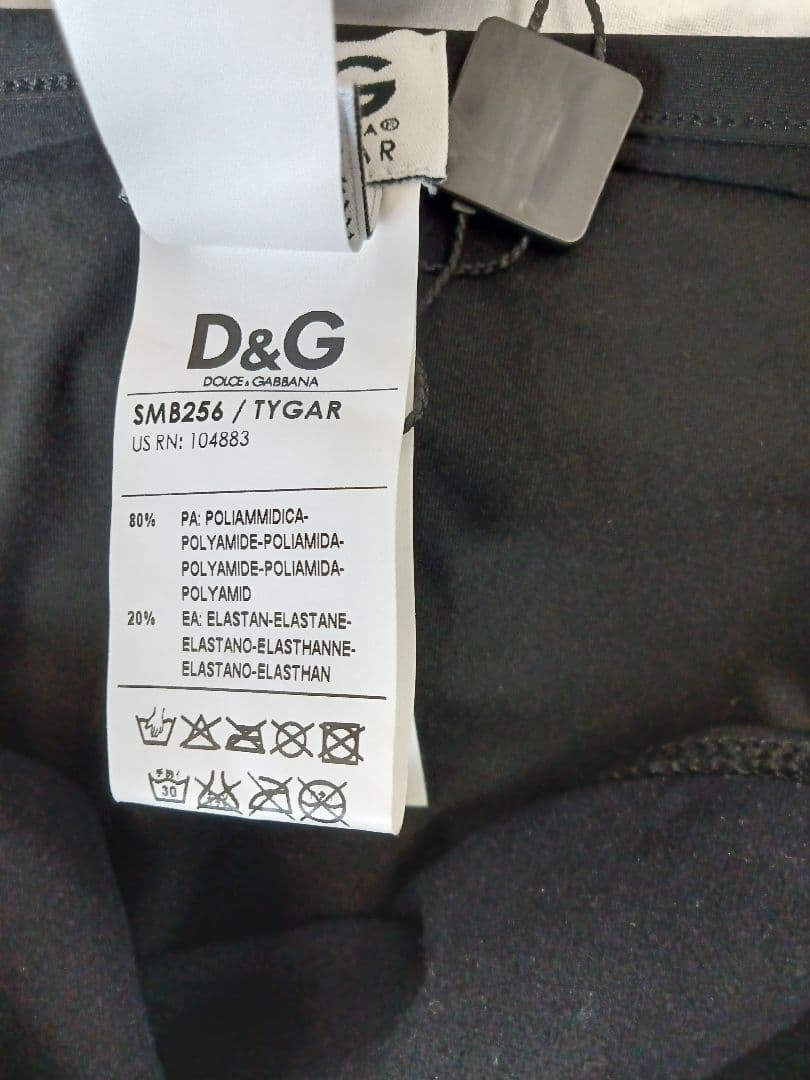 G
AR
D&G
DOLCE & GABBANA
SMB256 / TYGAR
US RN: 104883
80% PA: POLIAMMIDICA-
POLYAMIDE-POLIAMIDA-
POLYAMIDE-POLIAMIDA-
POLYAMID
20% EA: ELASTAN-ELASTANE-
ELASTANO-ELASTHANNE-
ELASTANO-ELASTHAN
30